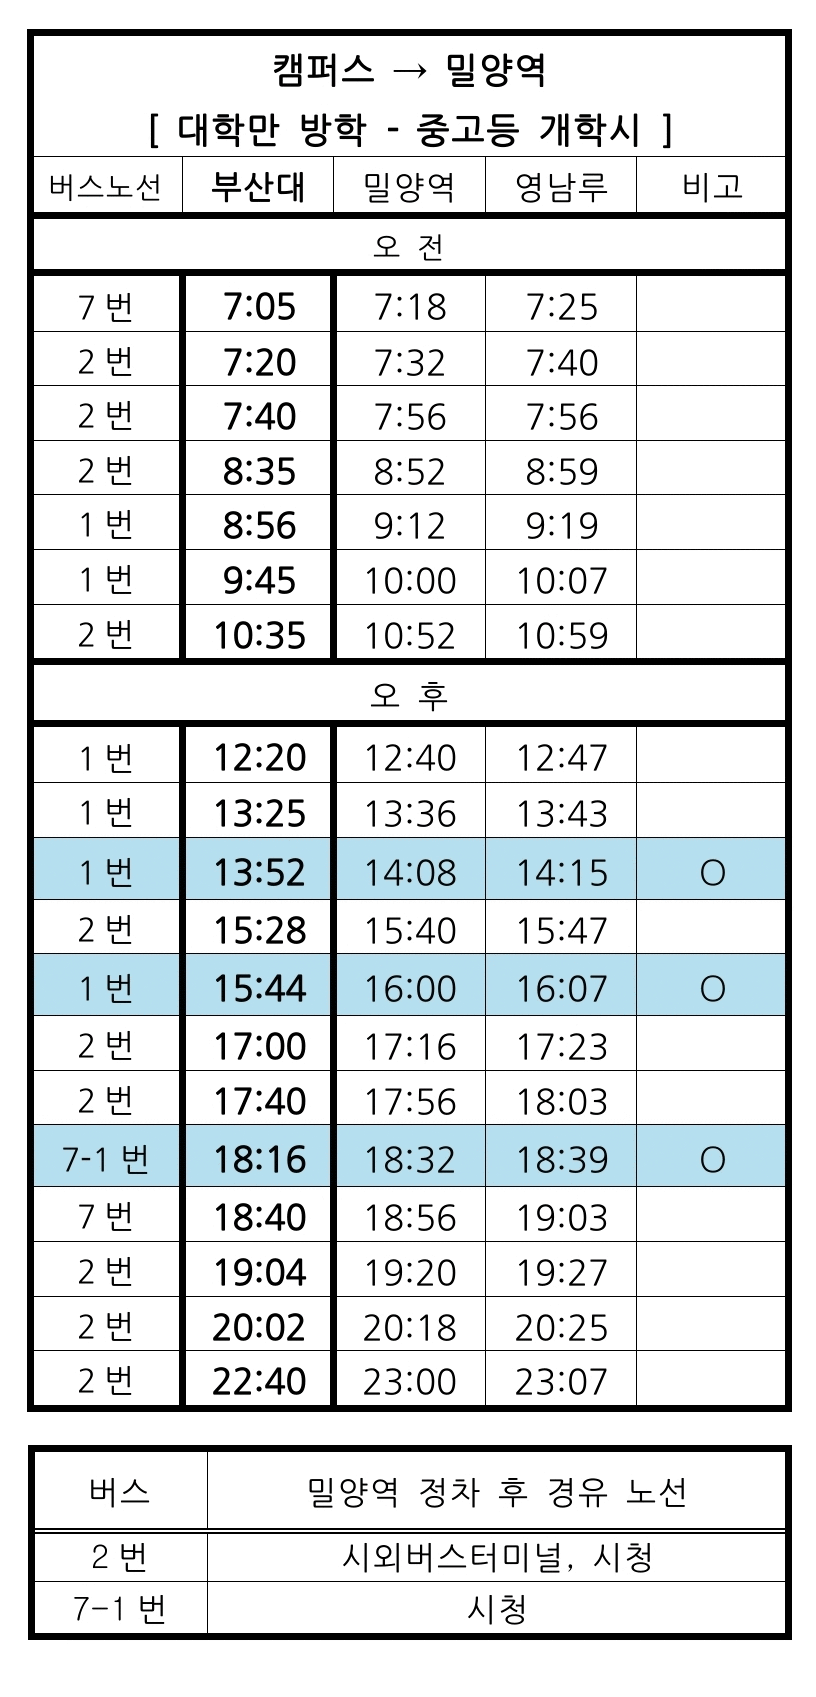 캠퍼스 → 밀양역
[ 대학만 방학 - 중고등 개학시 ]
버스노선 부산대 밀양역 영남루 비고
오 전
7 번 7:05 7:18 7:25
2 번 7:20 7:32 7:40
2 번 7:40 7:56 7:56
2 번 8:35 8:52 8:59
1 번 8:56 9:12 9:19
1 번 9:45 10:00 10:07
2 번 10:35 10:52 10:59
오 후
1 번 12:20 12:40 12:47
1 번 13:25 13:36 13:43
1 번 13:52 14:08 14:15 O
2 번 15:28 15:40 15:47
1 번 15:44 16:00 16:07 O
2 번 17:00 17:16 17:23
2 번 17:40 17:56 18:03
7-1 번 18:16 18:32 18:39 O
7 번 18:40 18:56 19:03
2 번 19:04 19:20 19:27
2 번 20:02 20:18 20:25
2 번 22:40 23:00 23:07
버스 밀양역 정차 후 경유 노선
2 번 시외버스터미널, 시청
7-1 번 시청